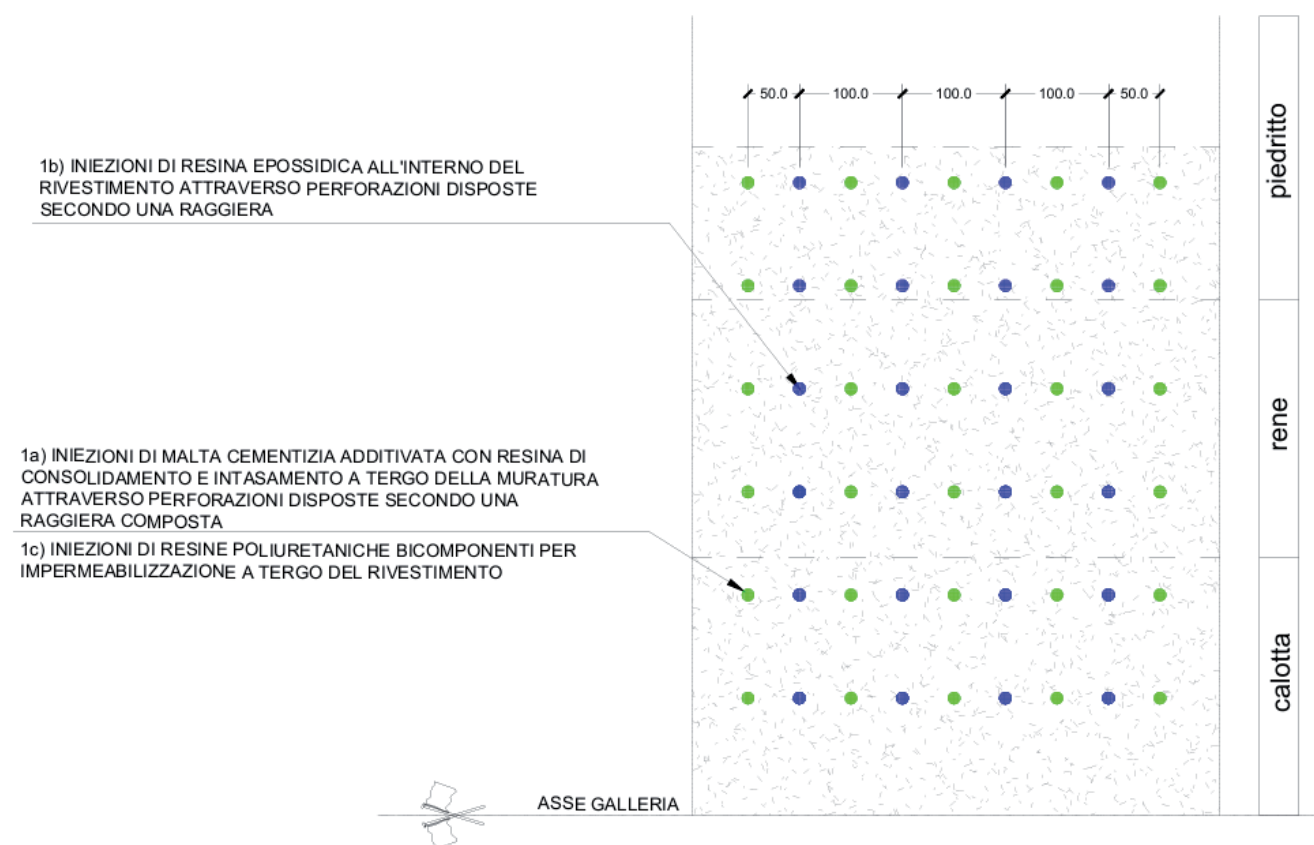 50.0 100.0 100.0 100.0 50.0
piedritto
1b) INIEZIONI DI RESINA EPOSSIDICA ALL'INTERNO DEL
RIVESTIMENTO ATTRAVERSO PERFORAZIONI DISPOSTE
SECONDO UNA RAGGIERA
rene
1a) INIEZIONI DI MALTA CEMENTIZIA ADDITIVATA CON RESINA DI
CONSOLIDAMENTO E INTASAMENTO A TERGO DELLA MURATURA
ATTRAVERSO PERFORAZIONI DISPOSTE SECONDO UNA
RAGGIERA COMPOSTA
1c) INIEZIONI DI RESINE POLIURETANICHE BICOMPONENTI PER
IMPERMEABILIZZAZIONE A TERGO DEL RIVESTIMENTO
calotta
ASSE GALLERIA